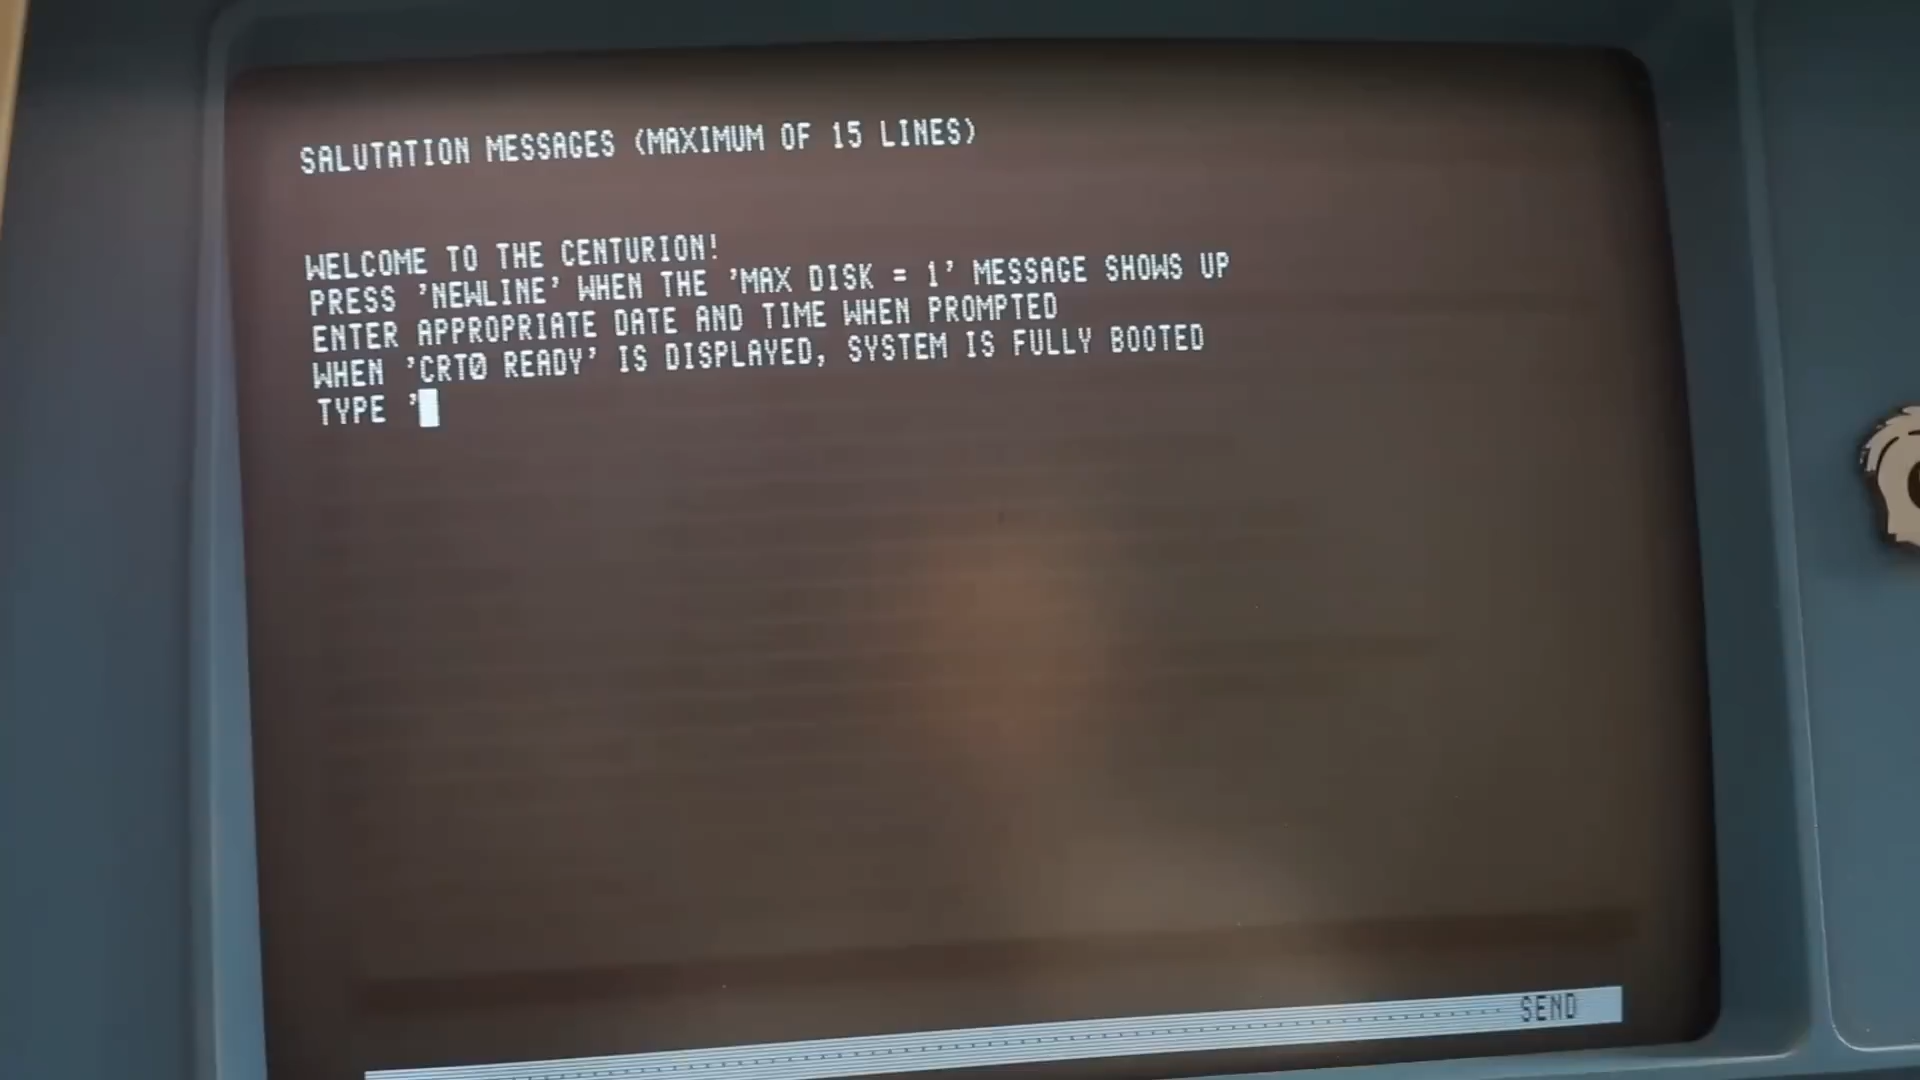 SALUTATION MESSAGES (MAXIMUM OF 15 LINES)
WELCOME TO THE CENTURION!
PRESS 'NEWLINE' WHEN THE 'MAX DISK = 1' MESSAGE SHOWS UP
ENTER APPROPRIATE DATE AND TIME WHEN PROMPTED
WHEN 'CRT0 READY' IS DISPLAYED, SYSTEM IS FULLY BOOTED
TYPE '
SEND